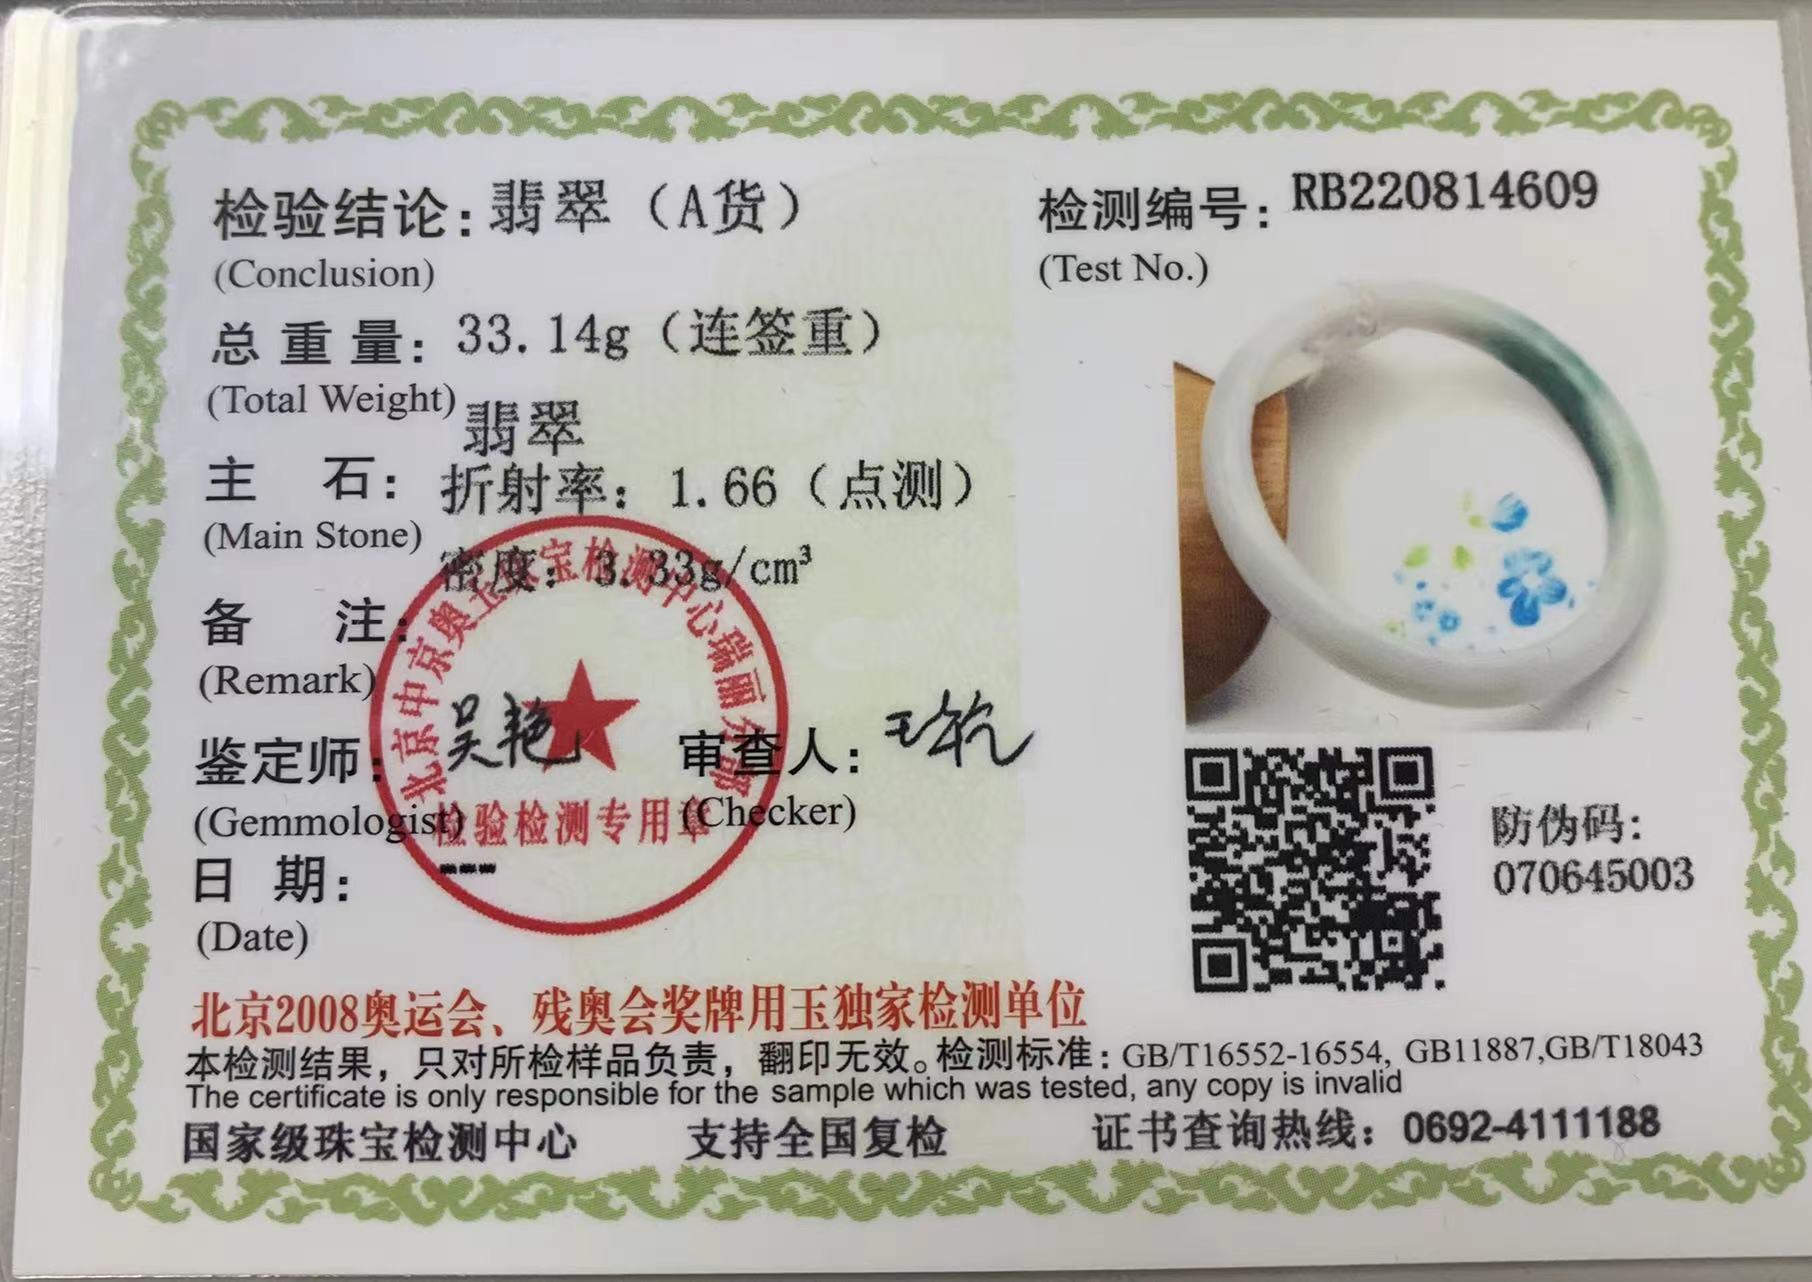 检验结论：翡翠（A货）
(Conclusion)
检测编号：RB220814609
(Test No.)
总重量：33.14g（连签重）
(Total Weight)
翡翠
主石：折射率：1.66（点测）
(Main Stone)
密度：3.33g/cm³
备注：
(Remark)
鉴定师：吴艳
(Gemmologist)
审查人：
(Checker)
日期：---
(Date)
北京中京奥玉珠宝检测中心瑞丽分部
检验检测专用章
防伪码：
070645003
北京2008奥运会、残奥会奖牌用玉独家检测单位
本检测结果，只对所检样品负责，翻印无效。检测标准：GB/T16552-16554, GB11887,GB/T18043
The certificate is only responsible for the sample which was tested, any copy is invalid
国家级珠宝检测中心 支持全国复检 证书查询热线：0692-4111188